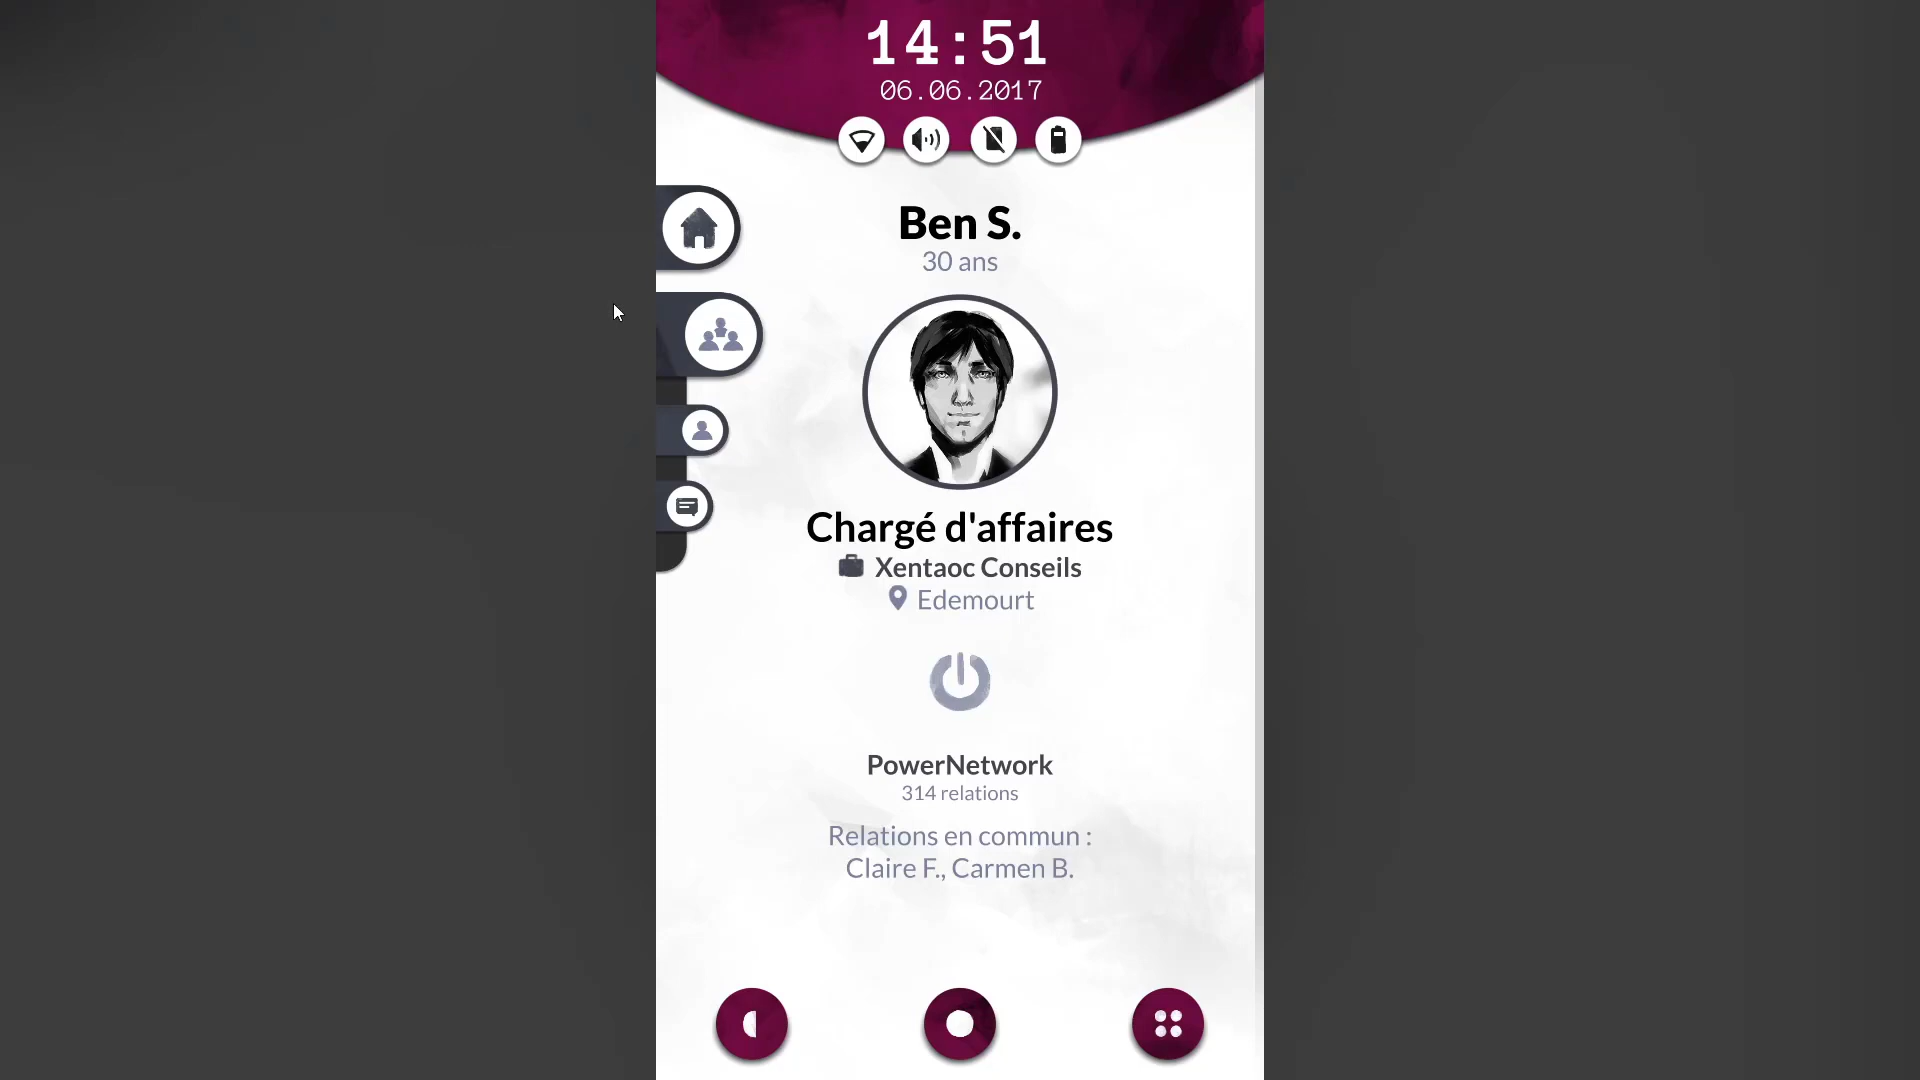 14:51
06.06.2017
Ben S.
30 ans
Chargé d'affaires
Xentaoc Conseils
Edemourt
PowerNetwork
314 relations
Relations en commun :
Claire F., Carmen B.